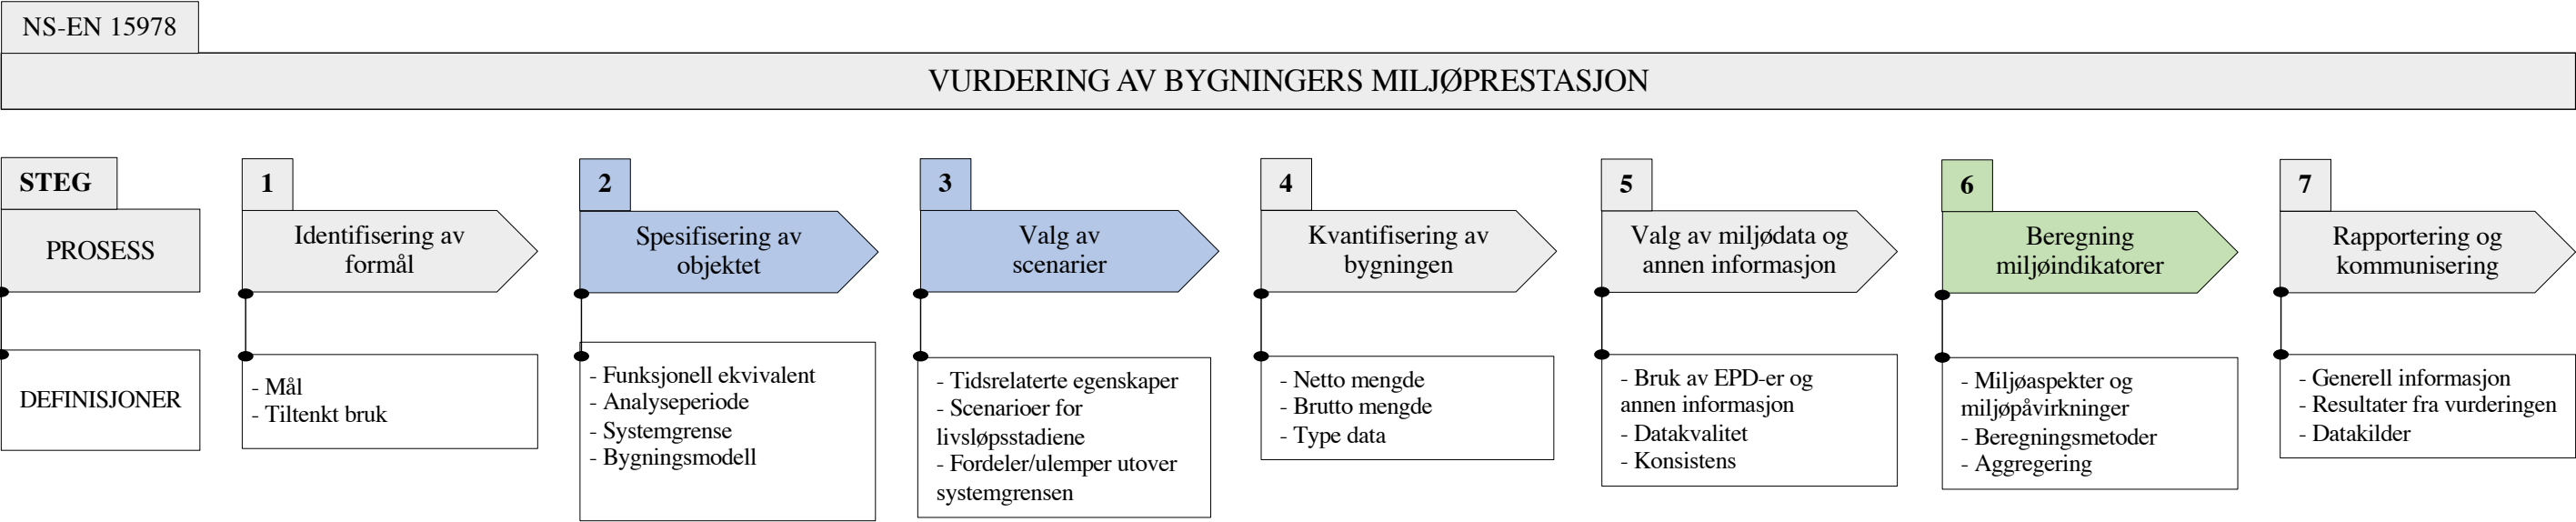 NS-EN 15978
VURDERING AV BYGNINGERS MILJØPRESTASJON
STEG
PROSESS
DEFINISJONER
1
Identifisering av
formål
- Mål
- Tiltenkt bruk
2
Spesifisering av
objektet
- Funksjonell ekvivalent
- Analyseperiode
- Systemgrense
- Bygningsmodell
3
Valg av
scenarier
- Tidsrelaterte egenskaper
- Scenarioer for
livsløpsstadiene
- Fordeler/ulemper utover
systemgrensen
4
Kvantifisering av
bygningen
- Netto mengde
- Brutto mengde
- Type data
5
Valg av miljødata og
annen informasjon
- Bruk av EPD-er og
annen informasjon
- Datakvalitet
- Konsistens
6
Beregning
miljøindikatorer
- Miljøaspekter og
miljøpåvirkninger
- Beregningsmetoder
- Aggregering
7
Rapportering og
kommunisering
- Generell informasjon
- Resultater fra vurderingen
- Datakilder